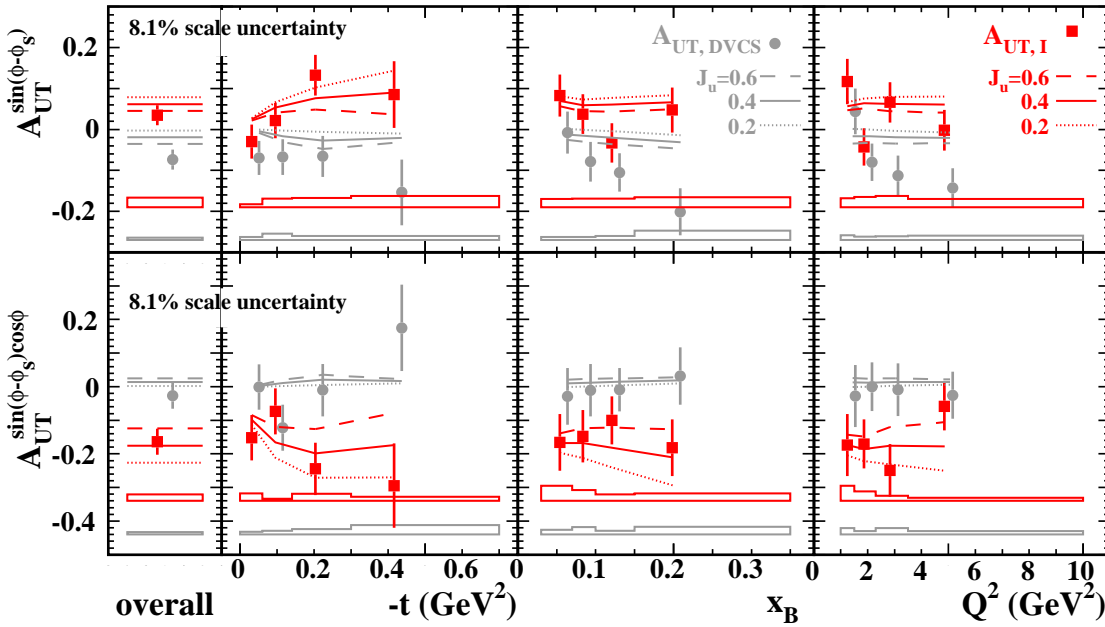 8.1% scale uncertainty
A_UT, DVCS
A_UT, I
J_u=0.6
0.4
0.2
J_u=0.6
0.4
0.2
A_UT^sin(ϕ-ϕ_s)
0.2
0
-0.2
8.1% scale uncertainty
A_UT^sin(ϕ-ϕ_s)cosϕ
0.2
0
-0.2
-0.4
0 0.2 0.4 0.6 0
0.1 0.2 0.3
0 2 4 6 8 10
overall
-t (GeV²)
x_B
Q² (GeV²)